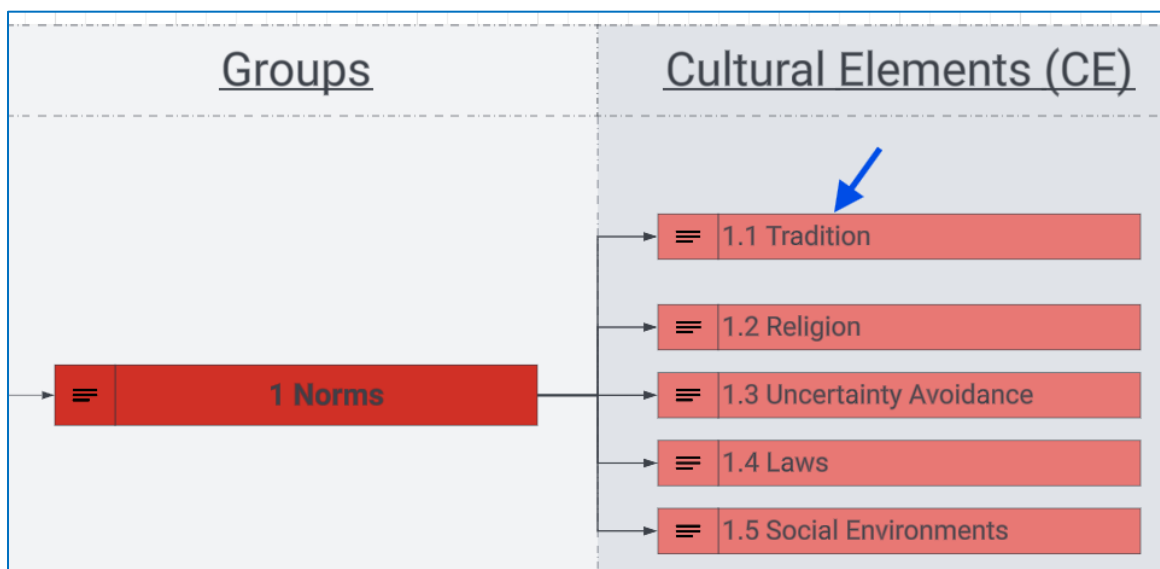 Groups
Cultural Elements (CE)
1.1 Tradition
1.2 Religion
1 Norms
1.3 Uncertainty Avoidance
1.4 Laws
1.5 Social Environments